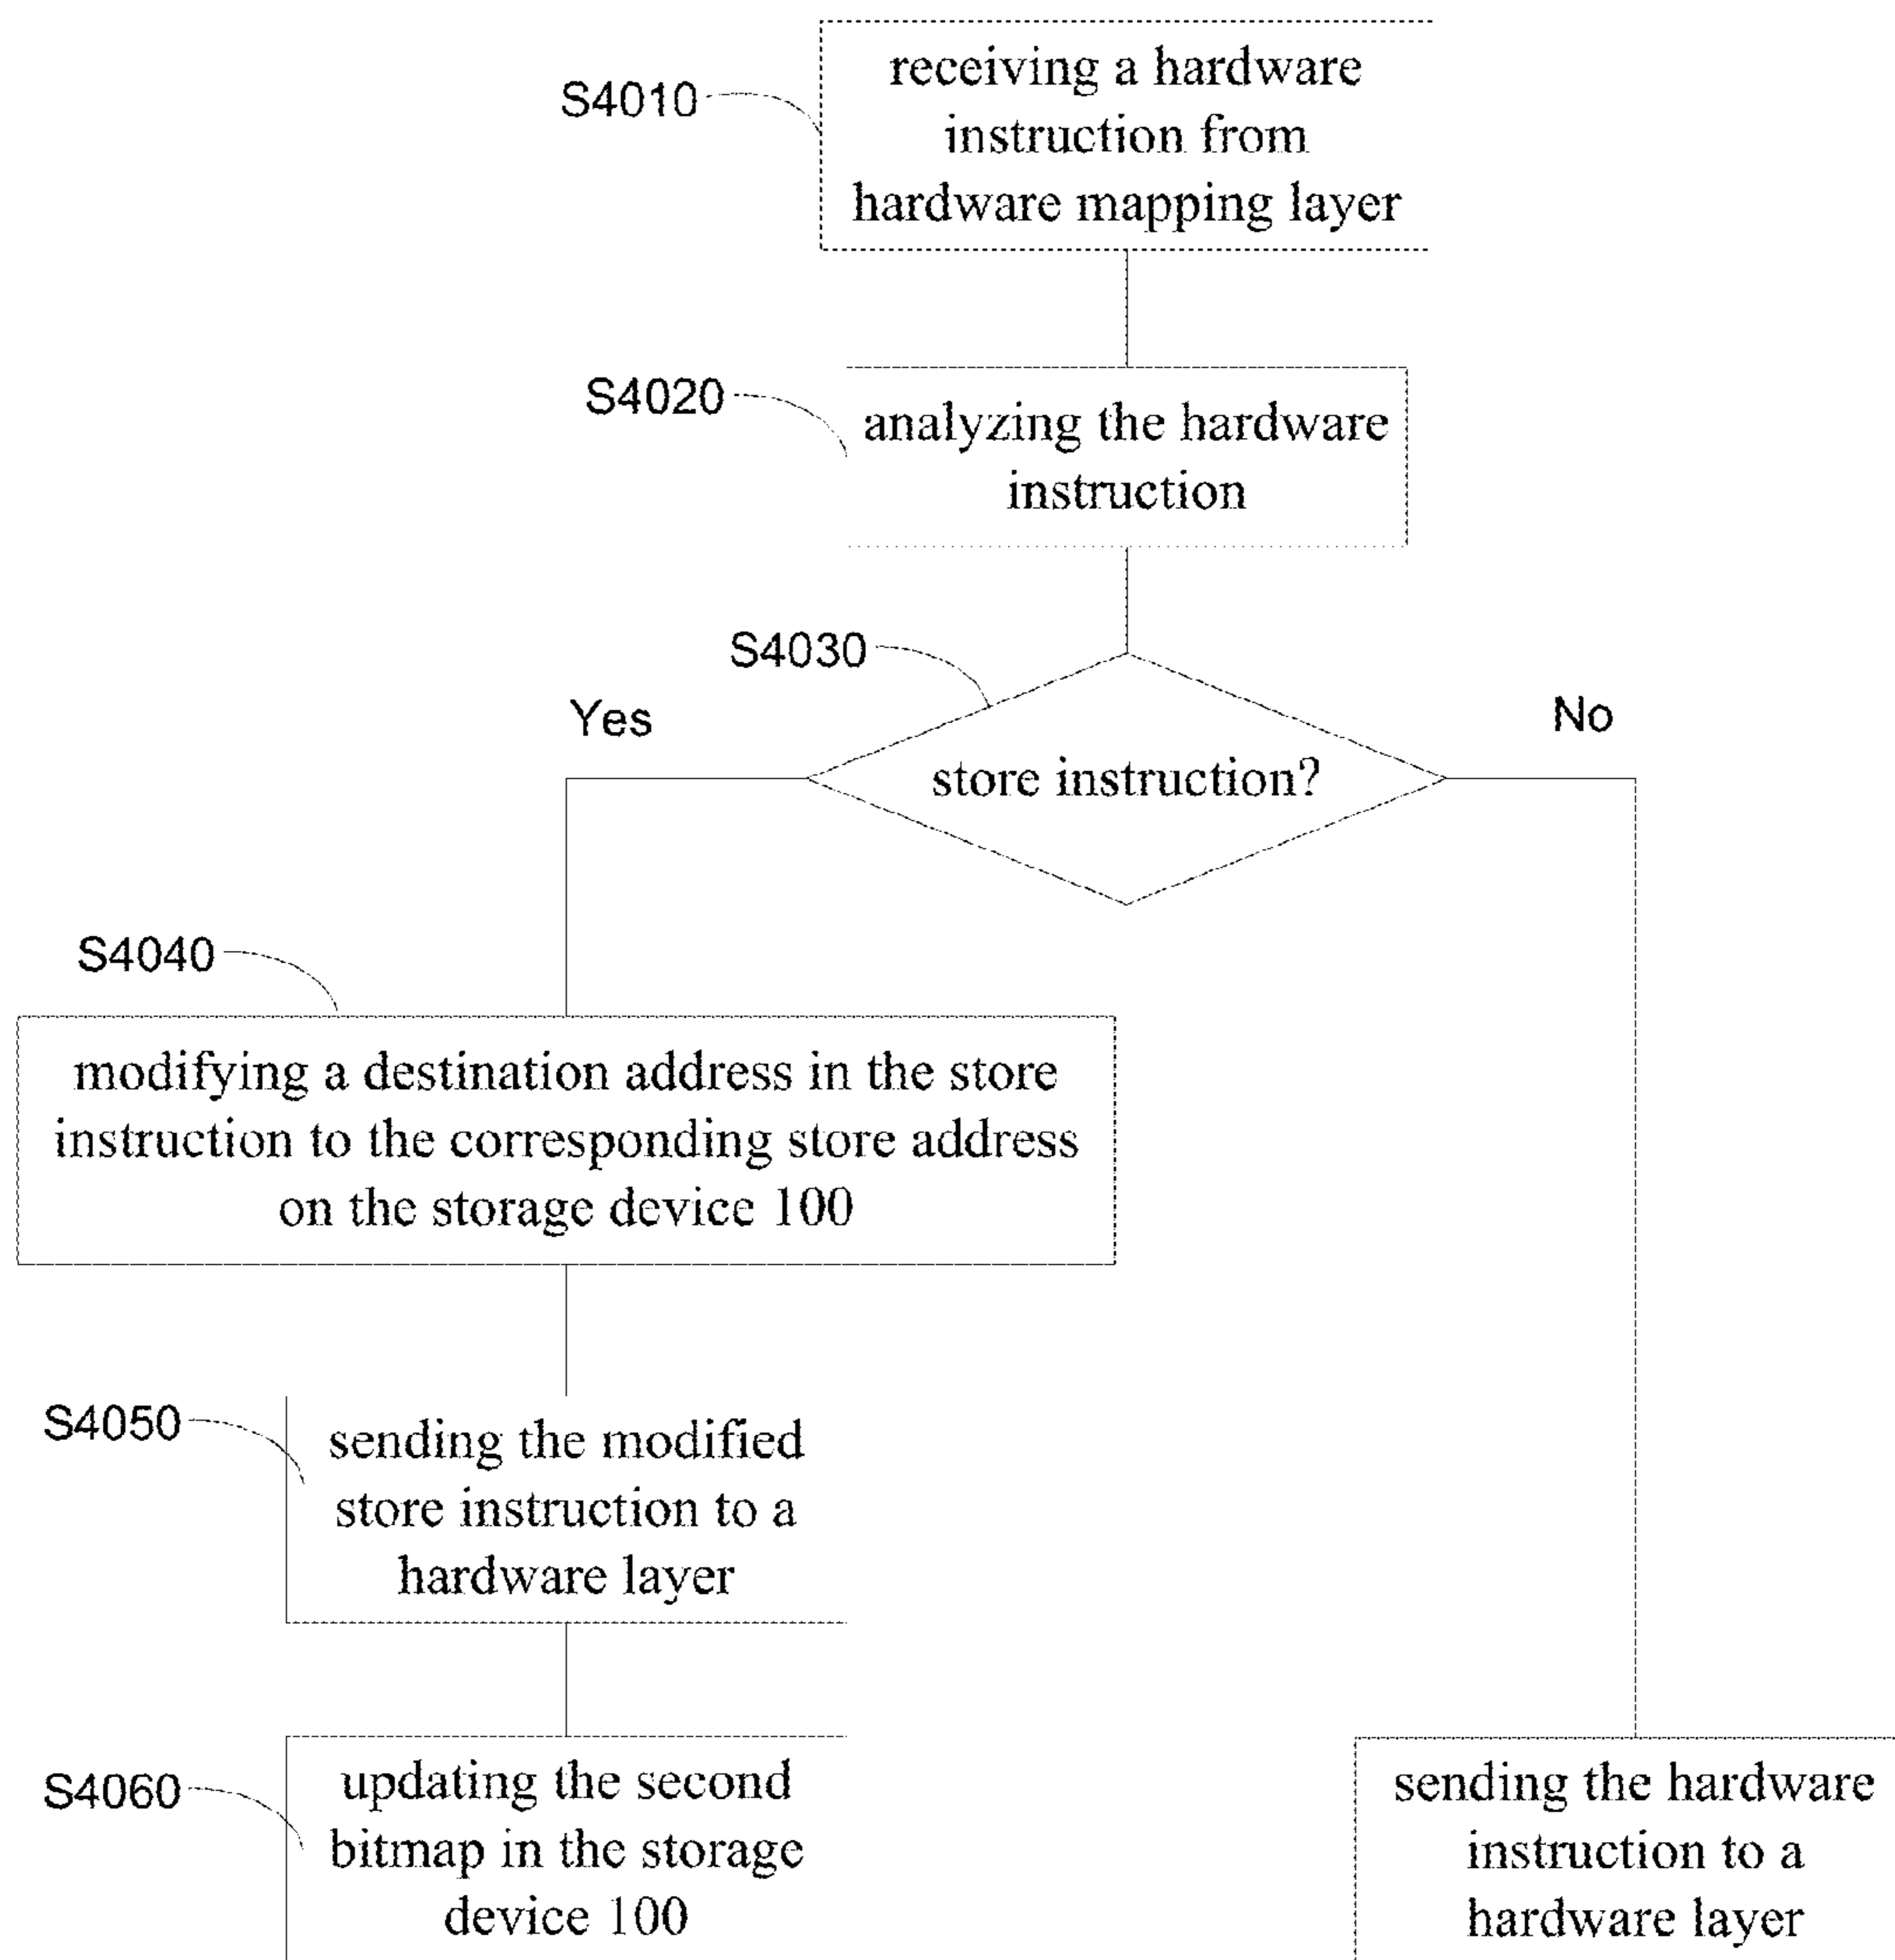 S4010
receiving a hardware
instruction from
hardware mapping layer
S4020
analyzing the hardware
instruction
S4030
Yes
No
store instruction?
S4040
modifying a destination address in the store
instruction to the corresponding store address
on the storage device 100
S4050
sending the modified
store instruction to a
hardware layer
S4060
updating the second
bitmap in the storage
device 100
sending the hardware
instruction to a
hardware layer